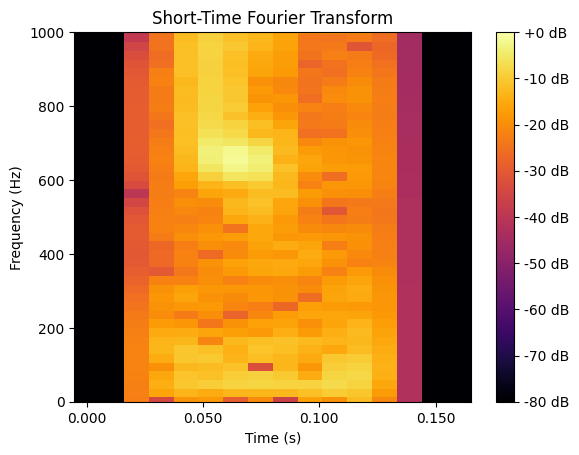 Short-Time Fourier Transform
Frequency (Hz)
1000
800
600
400
200
0
0.000
0.050
0.100
0.150
Time (s)
+0 dB
-10 dB
-20 dB
-30 dB
-40 dB
-50 dB
-60 dB
-70 dB
-80 dB